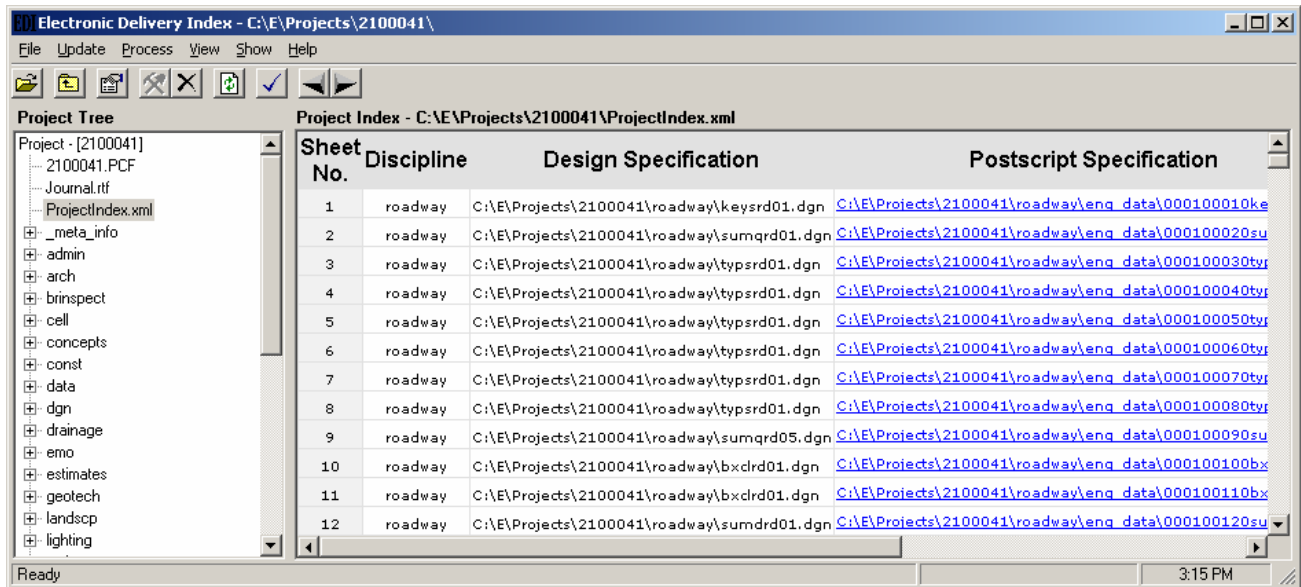 EDI Electronic Delivery Index - C:\E\Projects\2100041\
File Update Process View Show Help
Project Tree
Project - [2100041]
2100041.PCF
Journal.rtf
ProjectIndex.xml
_meta_info
admin
arch
brinspect
cell
concepts
const
data
dgn
drainage
emo
estimates
geotech
landscp
lighting
Project Index - C:\E\Projects\2100041\ProjectIndex.xml
Sheet No. Discipline Design Specification Postscript Specification
1 roadway C:\E\Projects\2100041\roadway\keysrd01.dgn C:\E\Projects\2100041\roadway\eng_data\000100010ke
2 roadway C:\E\Projects\2100041\roadway\sumqrd01.dgn C:\E\Projects\2100041\roadway\eng_data\000100020su
3 roadway C:\E\Projects\2100041\roadway\typsrd01.dgn C:\E\Projects\2100041\roadway\eng_data\000100030typ
4 roadway C:\E\Projects\2100041\roadway\typsrd01.dgn C:\E\Projects\2100041\roadway\eng_data\000100040typ
5 roadway C:\E\Projects\2100041\roadway\typsrd01.dgn C:\E\Projects\2100041\roadway\eng_data\000100050typ
6 roadway C:\E\Projects\2100041\roadway\typsrd01.dgn C:\E\Projects\2100041\roadway\eng_data\000100060typ
7 roadway C:\E\Projects\2100041\roadway\typsrd01.dgn C:\E\Projects\2100041\roadway\eng_data\000100070typ
8 roadway C:\E\Projects\2100041\roadway\typsrd01.dgn C:\E\Projects\2100041\roadway\eng_data\000100080typ
9 roadway C:\E\Projects\2100041\roadway\sumqrd05.dgn C:\E\Projects\2100041\roadway\eng_data\000100090su
10 roadway C:\E\Projects\2100041\roadway\bxclrd01.dgn C:\E\Projects\2100041\roadway\eng_data\000100100bx
11 roadway C:\E\Projects\2100041\roadway\bxclrd01.dgn C:\E\Projects\2100041\roadway\eng_data\000100110bx
12 roadway C:\E\Projects\2100041\roadway\sumdrd01.dgn C:\E\Projects\2100041\roadway\eng_data\000100120su
Ready 3:15 PM